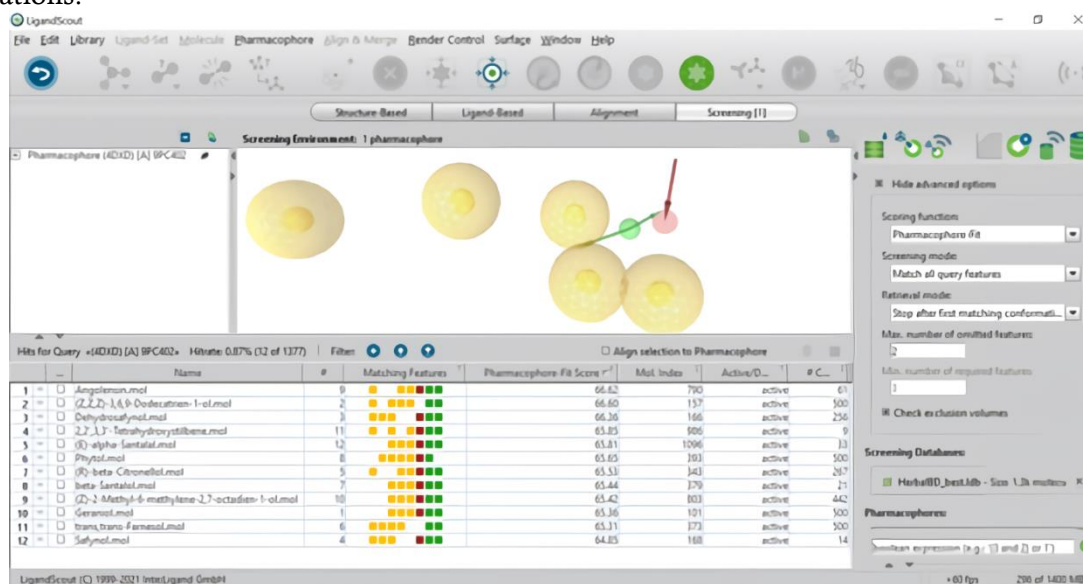 ations.
LigandScout
File Edit Library Ligand-Set Molecule Pharmacophore Align & Merge Render Control Surface Window Help
Structure-Based Ligand-Based Alignment Screening [1]
Screening Environment: 1 pharmacophore
Pharmacophore (4DXD) [A] 9PC402
Hide advanced options
Scoring function:
Pharmacophore Fit
Screening mode:
Match all query features
Retrieval mode:
Stop after first matching conformati...
Max. number of omitted features:
2
Min. number of required features:
3
Check exclusion volumes
Screening Databases:
HerbalBD_best.ldb - Size
Pharmacophores:
boolean expression (e.g.:
Hits for Query «(4DXD) [A] 9PC402» Hitrate: 0.87% (12 of 1377) Filter: Align selection to Pharmacophore
... Name # Matching Features Pharmacophore-Fit Score Mol. Index Active/D... # C...
1 Angolensin.mol 9 66.62 790 active 61
2 (Z,Z,Z)-3,6,9-Dodecatrien-1-ol.mol 2 66.60 157 active 500
3 Dehydrosafynol.mol 3 66.36 166 active 256
4 11 65.85 906 active 9
5 (E)-alpha-Santalal.mol 12 65.81 1096 active 33
6 Phytol.mol 8 65.65 393 active 500
7 (R)-beta-Citronellol.mol 5 65.53 343 active 297
8 beta-Santalol.mol 7 65.44 379 active 21
9 (Z)-2-Methyl-6-methylene-2,7-octadien-1-ol.mol 10 65.42 803 active 442
10 Geraniol.mol 1 65.36 101 active 500
11 trans,trans-Farnesol.mol 6 65.31 373 active 500
12 Safynol.mol 4 64.85 168 active 14
LigandScout (C) 1999-2021 Inte:Ligand GmbH